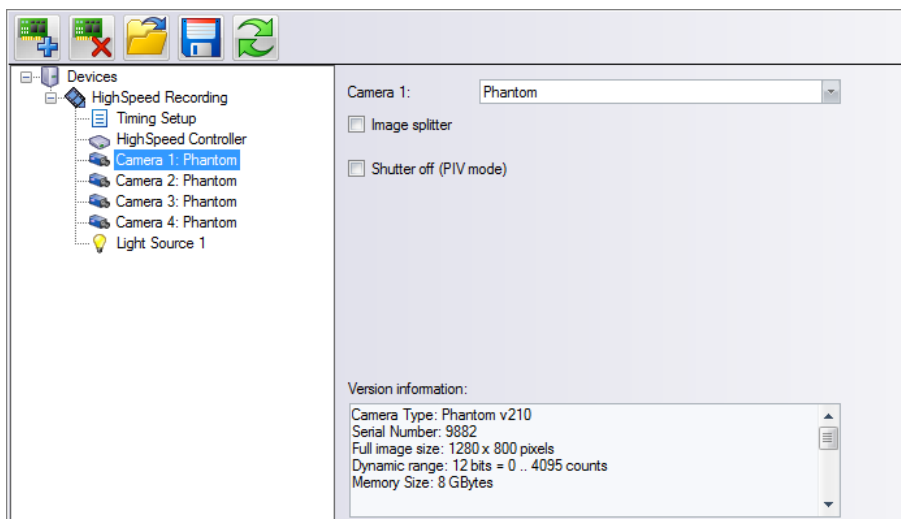 Devices
HighSpeed Recording
Timing Setup
HighSpeed Controller
Camera 1: Phantom
Camera 2: Phantom
Camera 3: Phantom
Camera 4: Phantom
Light Source 1
Camera 1: Phantom
Image splitter
Shutter off (PIV mode)
Version information:
Camera Type: Phantom v210
Serial Number: 9882
Full image size: 1280 x 800 pixels
Dynamic range: 12 bits = 0 .. 4095 counts
Memory Size: 8 GBytes